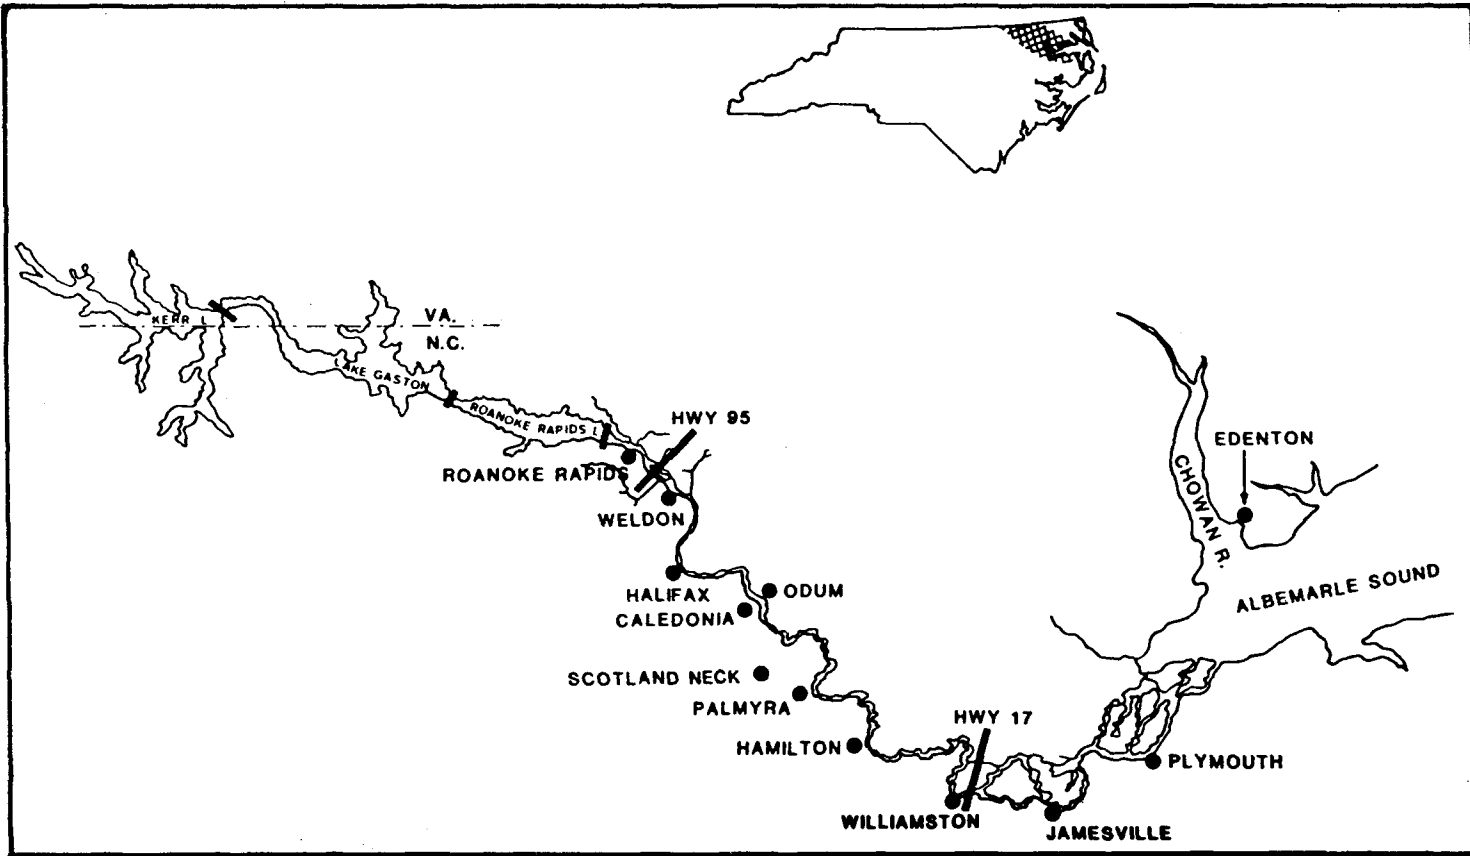 VA.
KERR L
N.C.
LAKE GASTON
ROANOKE RAPIDS L
HWY 95
ROANOKE RAPIDS
WELDON
EDENTON
CHOWAN R.
ALBEMARLE SOUND
HALIFAX
ODUM
CALEDONIA
SCOTLAND NECK
PALMYRA
HWY 17
HAMILTON
PLYMOUTH
WILLIAMSTON
JAMESVILLE